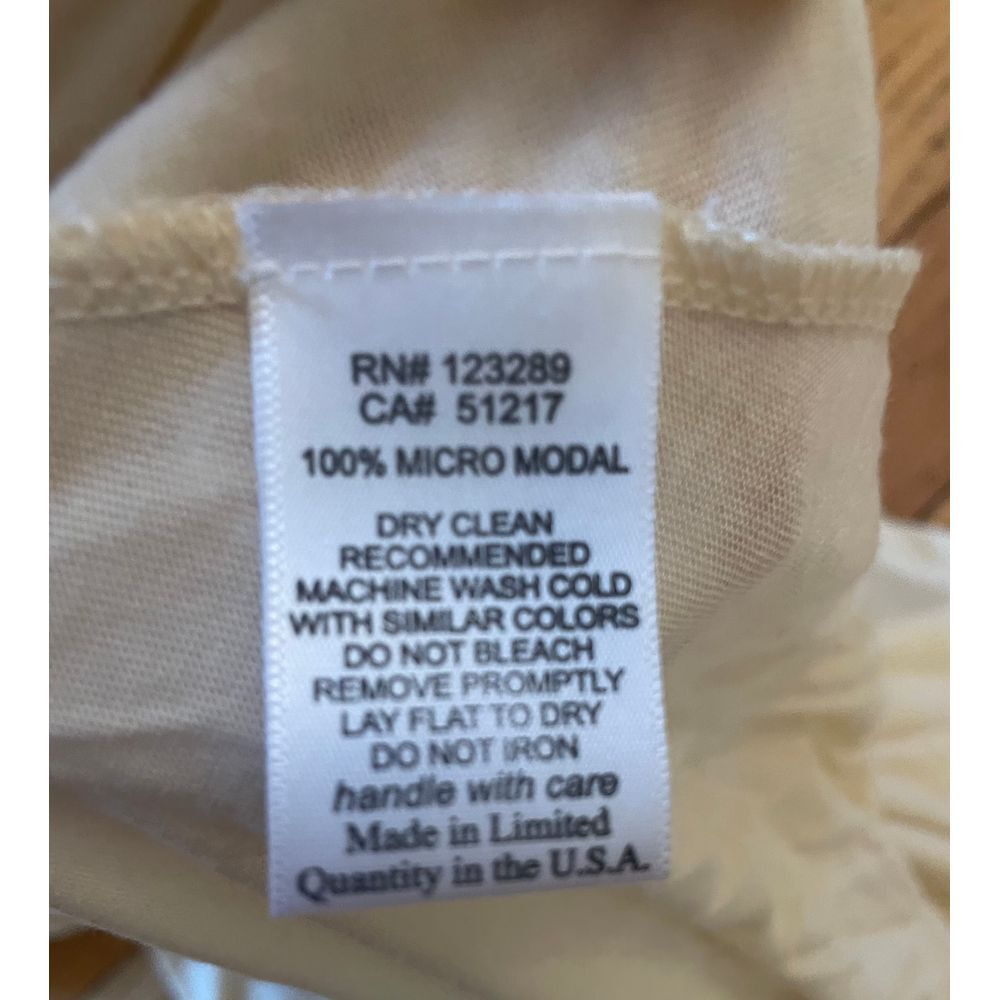 RN# 123289
CA# 51217
100% MICRO MODAL
DRY CLEAN
RECOMMENDED
MACHINE WASH COLD
WITH SIMILAR COLORS
DO NOT BLEACH
REMOVE PROMPTLY
LAY FLAT TO DRY
DO NOT IRON
handle with care
Made in Limited
Quantity in the U.S.A.